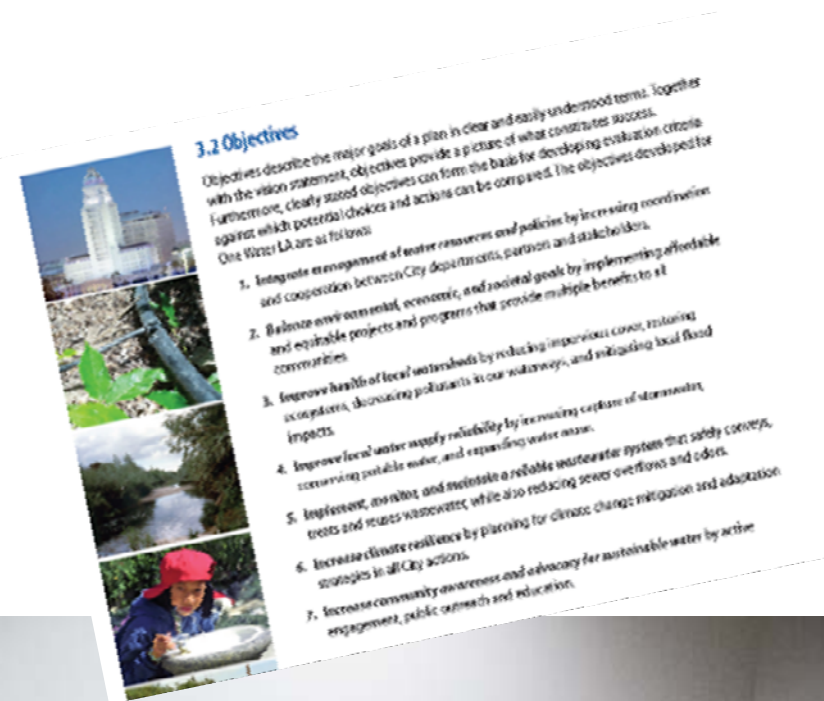 3.2 Objectives
Objectives describe the major goals of a plan in clear and easily understood terms. Together
with the vision statement, objectives provide a picture of what constitutes success.
Furthermore, clearly stated objectives can form the basis for developing evaluation criteria
against which potential choices and actions can be compared. The objectives developed for
One Water LA are as follows:
1. Integrate management of water resources and policies by increasing coordination
and cooperation between City departments, partners and stakeholders.
2. Balance environmental, economic, and societal goals by implementing affordable
and equitable projects and programs that provide multiple benefits to all
communities.
3. Improve health of local watersheds by reducing impervious cover, restoring
ecosystems, decreasing pollutants in our waterways, and mitigating local flood
impacts.
4. Improve local water supply reliability by increasing capture of stormwater,
conserving potable water, and expanding water reuse.
5. Implement, monitor, and maintain a reliable wastewater system that safely conveys,
treats and reuses wastewater, while also reducing sewer overflows and odors.
6. Increase climate resilience by planning for climate change mitigation and adaptation
strategies in all City actions.
7. Increase community awareness and advocacy for sustainable water by active
engagement, public outreach and education.